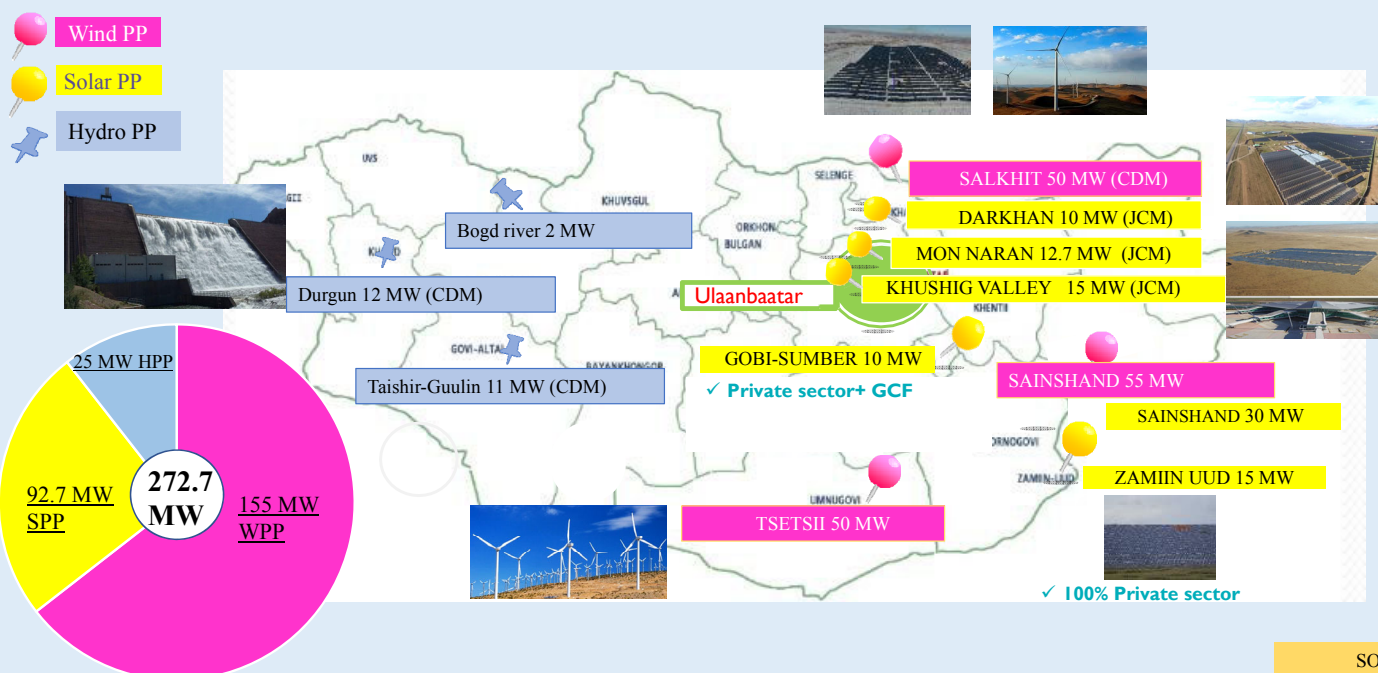 Wind PP
Solar PP
Hydro PP
UVS
KHUVSGUL
SELENGE
ORKHON
BULGAN
SALKHIT 50 MW (CDM)
DARKHAN 10 MW (JCM)
MON NARAN 12.7 MW (JCM)
KHUSHIG VALLEY 15 MW (JCM)
Bogd river 2 MW
Durgun 12 MW (CDM)
Ulaanbaatar
KHENTII
GOVI-ALTAI
BAYANKHONGOR
GOBI-SUMBER 10 MW
✓ Private sector+ GCF
Taishir-Guulin 11 MW (CDM)
SAINSHAND 55 MW
SAINSHAND 30 MW
ORNOGOVI
ZAMIIN-UUD
ZAMIIN UUD 15 MW
UMNUGOVI
TSETSII 50 MW
✓ 100% Private sector
25 MW HPP
92.7 MW
SPP
272.7
MW
155 MW
WPP
SO